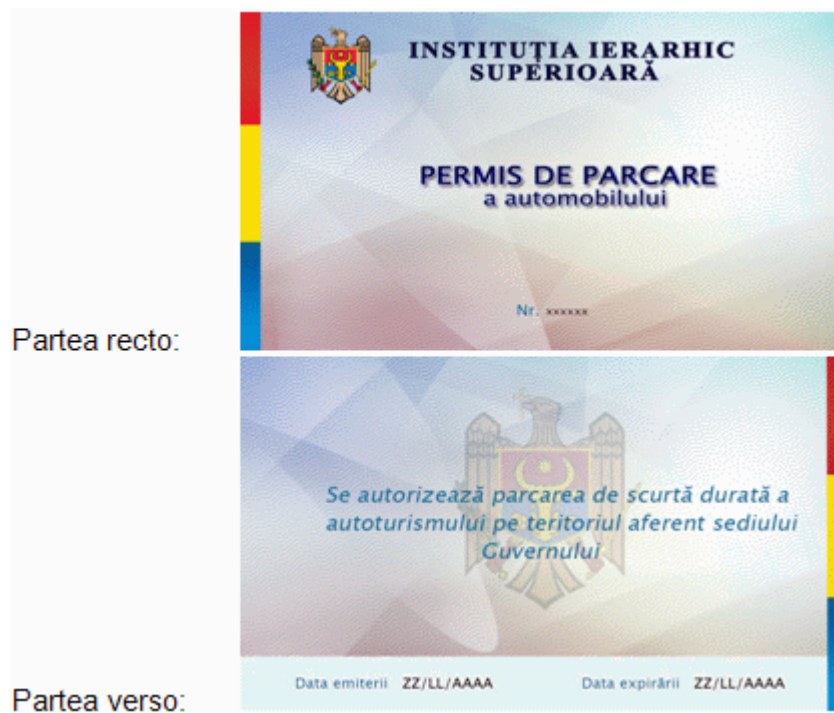 INSTITUȚIA IERARHIC
SUPERIOARĂ
PERMIS DE PARCARE
a automobilului
Nr. xxxxxx
Partea recto:
Se autorizează parcarea de scurtă durată a
autoturismului pe teritoriul aferent sediului
Guvernului
Data emiterii ZZ/LL/AAAA Data expirării ZZ/LL/AAAA
Partea verso: